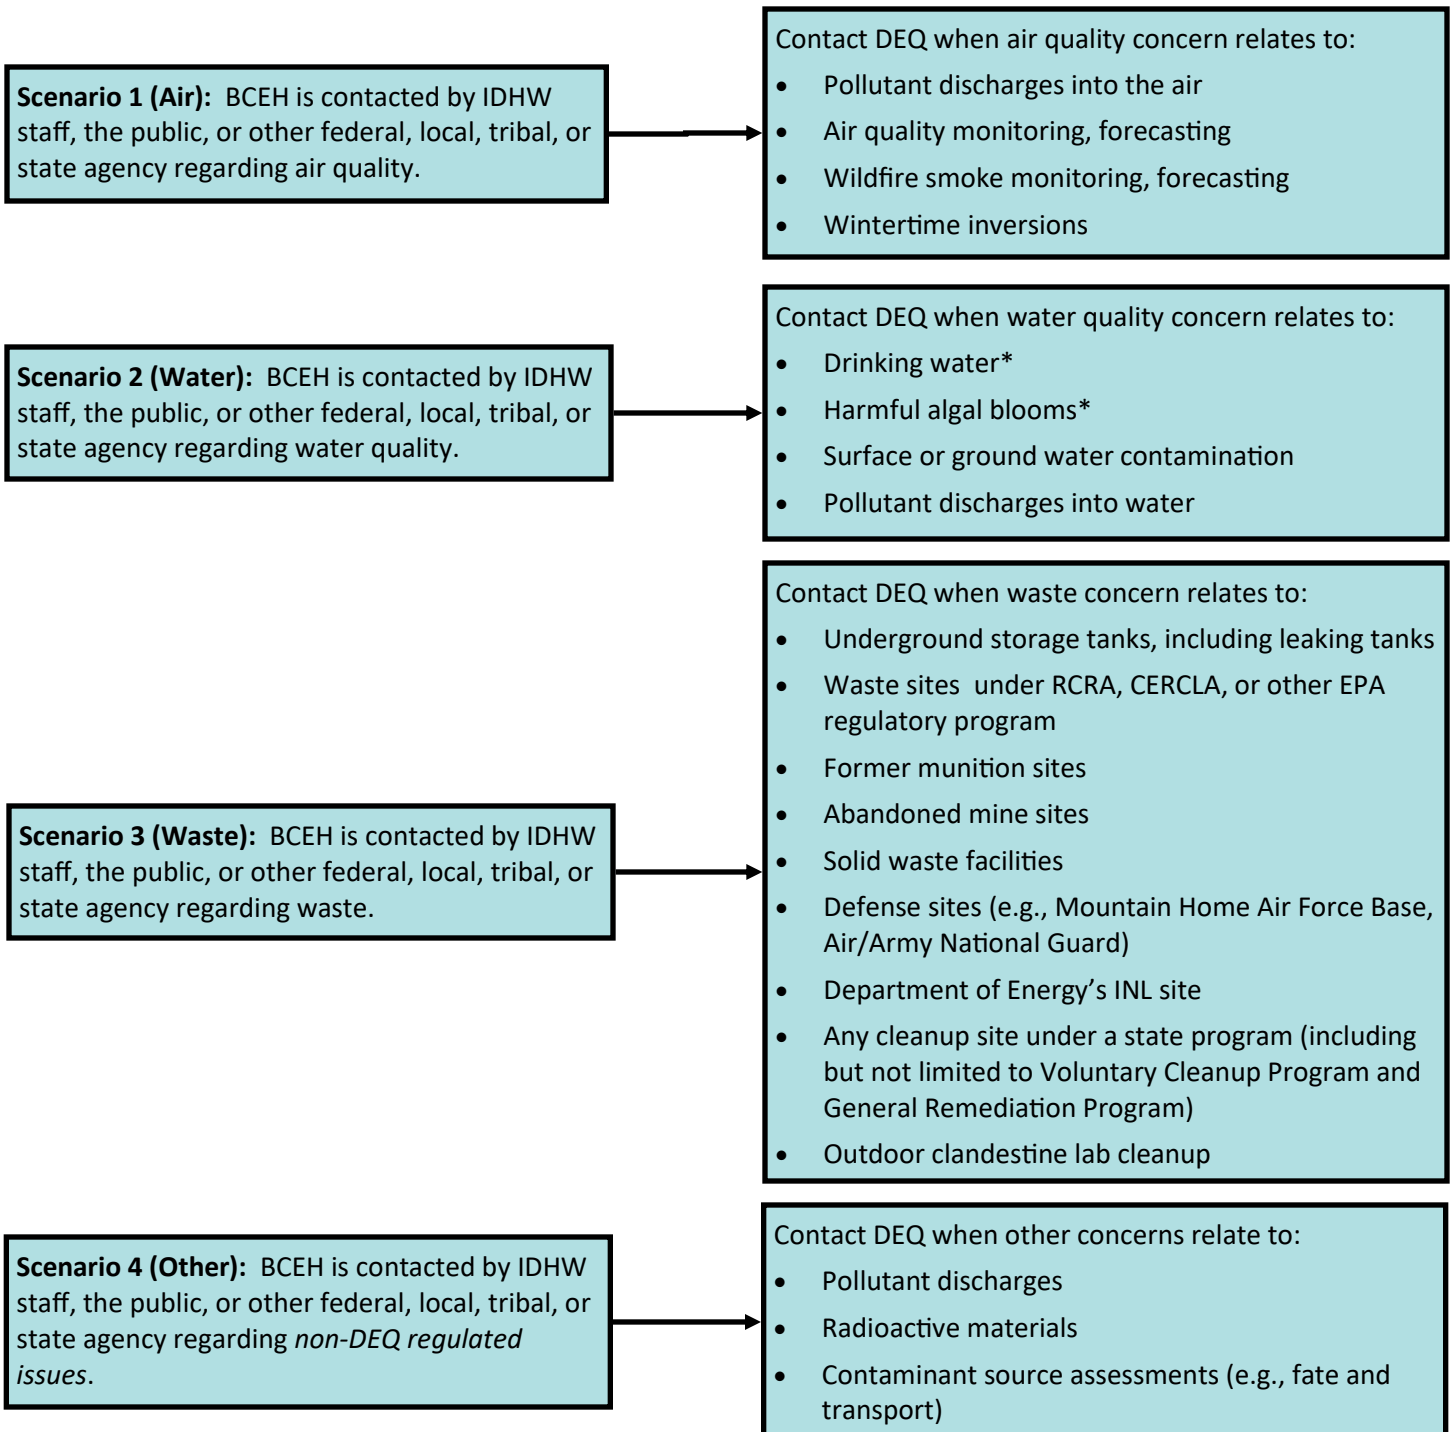 Scenario 1 (Air):  BCEH is contacted by IDHW
staff, the public, or other federal, local, tribal, or
state agency regarding air quality.
Contact DEQ when air quality concern relates to:
• Pollutant discharges into the air
• Air quality monitoring, forecasting
• Wildfire smoke monitoring, forecasting
• Wintertime inversions
Scenario 2 (Water):  BCEH is contacted by IDHW
staff, the public, or other federal, local, tribal, or
state agency regarding water quality.
Contact DEQ when water quality concern relates to:
• Drinking water*
• Harmful algal blooms*
• Surface or ground water contamination
• Pollutant discharges into water
Scenario 3 (Waste):  BCEH is contacted by IDHW
staff, the public, or other federal, local, tribal, or
state agency regarding waste.
Contact DEQ when waste concern relates to:
• Underground storage tanks, including leaking tanks
• Waste sites  under RCRA, CERCLA, or other EPA
regulatory program
• Former munition sites
• Abandoned mine sites
• Solid waste facilities
• Defense sites (e.g., Mountain Home Air Force Base,
Air/Army National Guard)
• Department of Energy’s INL site
• Any cleanup site under a state program (including
but not limited to Voluntary Cleanup Program and
General Remediation Program)
• Outdoor clandestine lab cleanup
Scenario 4 (Other):  BCEH is contacted by IDHW
staff, the public, or other federal, local, tribal, or
state agency regarding non-DEQ regulated
issues.
Contact DEQ when other concerns relate to:
• Pollutant discharges
• Radioactive materials
• Contaminant source assessments (e.g., fate and
transport)